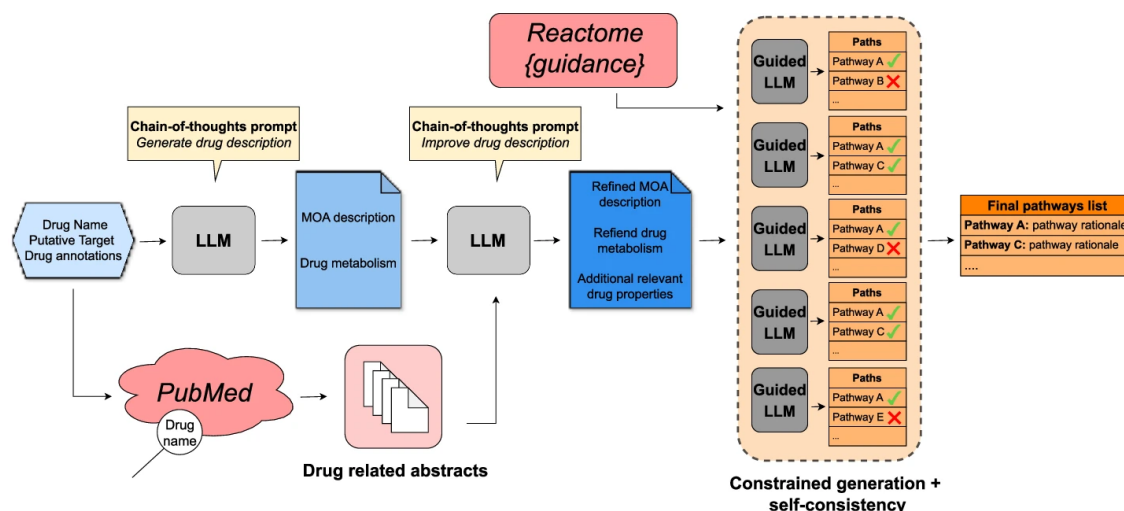 Reactome
{guidance}
Chain-of-thoughts prompt
Generate drug description
Chain-of-thoughts prompt
Improve drug description
Drug Name
Putative Target
Drug annotations
LLM
MOA description
Drug metabolism
LLM
Refined MOA
description
Refiend drug
metabolism
Additional relevant
drug properties
PubMed
Drug
name
Drug related abstracts
Guided
LLM
Paths
Pathway A
Pathway B
...
Guided
LLM
Paths
Pathway A
Pathway C
...
Guided
LLM
Paths
Pathway A
Pathway D
...
Guided
LLM
Paths
Pathway A
Pathway C
...
Guided
LLM
Paths
Pathway A
Pathway E
...
Constrained generation +
self-consistency
Final pathways list
Pathway A: pathway rationale
Pathway C: pathway rationale
....